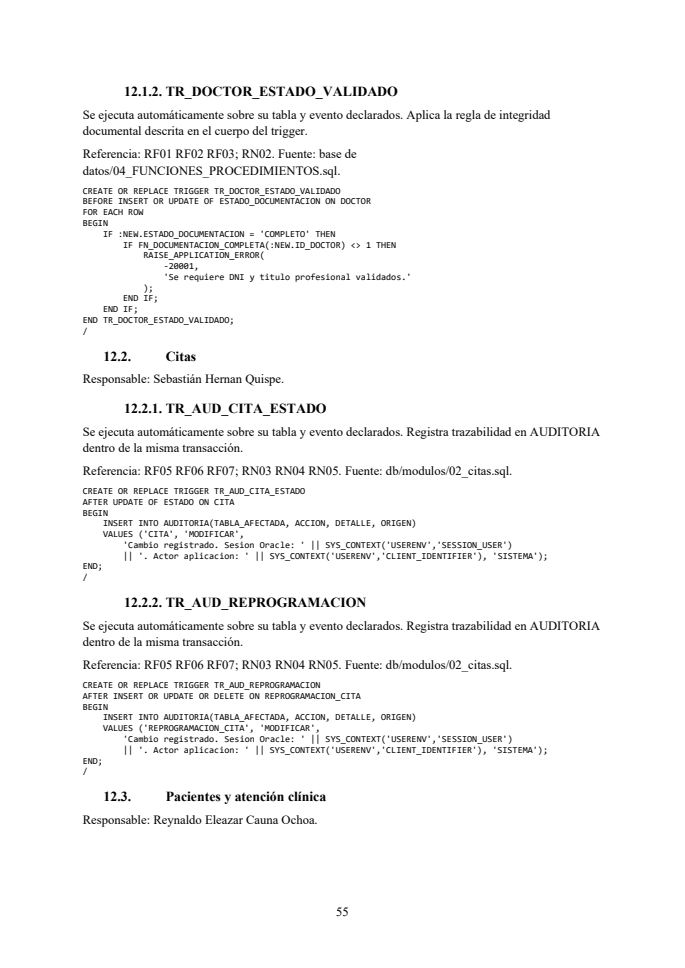 12.1.2. TR_DOCTOR_ESTADO_VALIDADO
Se ejecuta automáticamente sobre su tabla y evento declarados. Aplica la regla de integridad
documental descrita en el cuerpo del trigger.
Referencia: RF01 RF02 RF03; RN02. Fuente: base de
datos/04_FUNCIONES_PROCEDIMIENTOS.sql.
CREATE OR REPLACE TRIGGER TR_DOCTOR_ESTADO_VALIDADO
BEFORE INSERT OR UPDATE OF ESTADO_DOCUMENTACION ON DOCTOR
FOR EACH ROW
BEGIN
    IF :NEW.ESTADO_DOCUMENTACION = 'COMPLETO' THEN
        IF FN_DOCUMENTACION_COMPLETA(:NEW.ID_DOCTOR) <> 1 THEN
            RAISE_APPLICATION_ERROR(
                -20001,
                'Se requiere DNI y titulo profesional validados.'
            );
        END IF;
    END IF;
END TR_DOCTOR_ESTADO_VALIDADO;
/
12.2. Citas
Responsable: Sebastián Hernan Quispe.
12.2.1. TR_AUD_CITA_ESTADO
Se ejecuta automáticamente sobre su tabla y evento declarados. Registra trazabilidad en AUDITORIA
dentro de la misma transacción.
Referencia: RF05 RF06 RF07; RN03 RN04 RN05. Fuente: db/modulos/02_citas.sql.
CREATE OR REPLACE TRIGGER TR_AUD_CITA_ESTADO
AFTER UPDATE OF ESTADO ON CITA
BEGIN
    INSERT INTO AUDITORIA(TABLA_AFECTADA, ACCION, DETALLE, ORIGEN)
    VALUES ('CITA', 'MODIFICAR',
        'Cambio registrado. Sesion Oracle: ' || SYS_CONTEXT('USERENV','SESSION_USER')
        || '. Actor aplicacion: ' || SYS_CONTEXT('USERENV','CLIENT_IDENTIFIER'), 'SISTEMA');
END;
/
12.2.2. TR_AUD_REPROGRAMACION
Se ejecuta automáticamente sobre su tabla y evento declarados. Registra trazabilidad en AUDITORIA
dentro de la misma transacción.
Referencia: RF05 RF06 RF07; RN03 RN04 RN05. Fuente: db/modulos/02_citas.sql.
CREATE OR REPLACE TRIGGER TR_AUD_REPROGRAMACION
AFTER INSERT OR UPDATE OR DELETE ON REPROGRAMACION_CITA
BEGIN
    INSERT INTO AUDITORIA(TABLA_AFECTADA, ACCION, DETALLE, ORIGEN)
    VALUES ('REPROGRAMACION_CITA', 'MODIFICAR',
        'Cambio registrado. Sesion Oracle: ' || SYS_CONTEXT('USERENV','SESSION_USER')
        || '. Actor aplicacion: ' || SYS_CONTEXT('USERENV','CLIENT_IDENTIFIER'), 'SISTEMA');
END;
/
12.3. Pacientes y atención clínica
Responsable: Reynaldo Eleazar Cauna Ochoa.
55